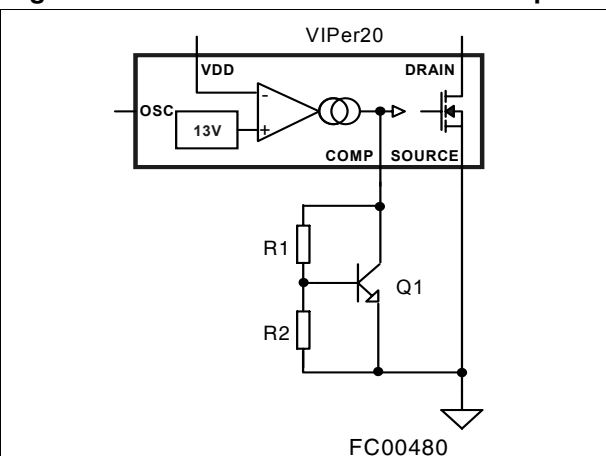 VIPer20
VDD
DRAIN
OSC
-
13V
+
COMP SOURCE
R1
Q1
R2
FC00480